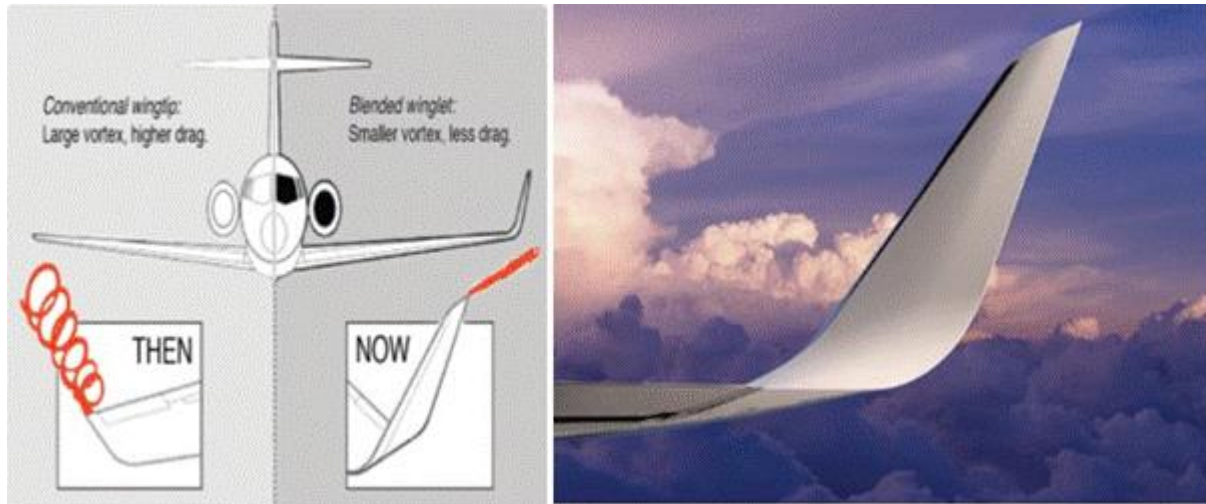 Conventional wingtip:
Large vortex, higher drag.
Blended winglet:
Smaller vortex, less drag.
THEN
NOW